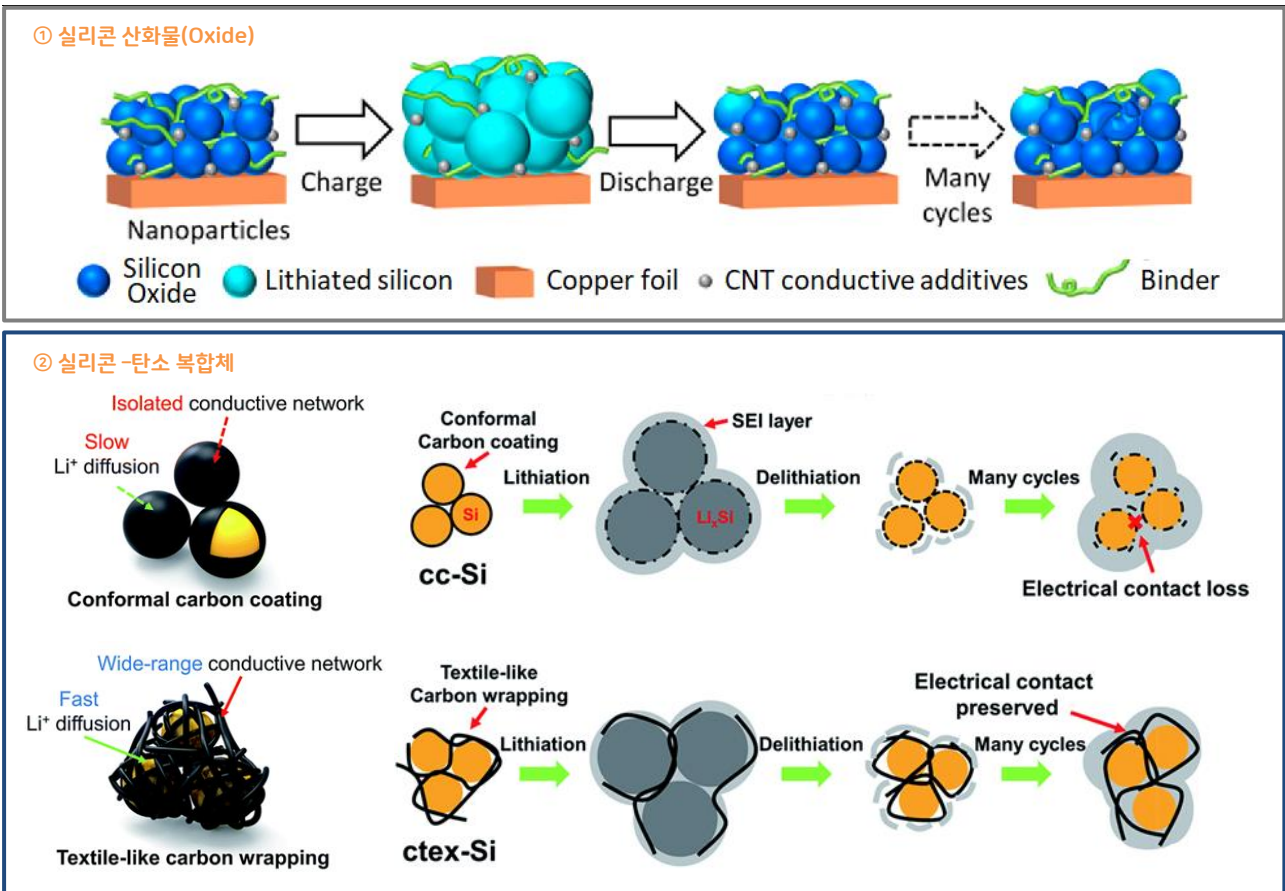 ① 실리콘 산화물(Oxide)
Charge
Discharge
Many
cycles
Nanoparticles
Silicon
Oxide
Lithiated silicon
Copper foil
CNT conductive additives
Binder
② 실리콘 –탄소 복합체
Isolated conductive network
Slow
Li⁺ diffusion
Conformal carbon coating
Conformal
Carbon coating
Si
cc-Si
Lithiation
SEI layer
LiₓSi
Delithiation
Many cycles
Electrical contact loss
Wide-range conductive network
Fast
Li⁺ diffusion
Textile-like carbon wrapping
Textile-like
Carbon wrapping
ctex-Si
Lithiation
Delithiation
Electrical contact
preserved
Many cycles